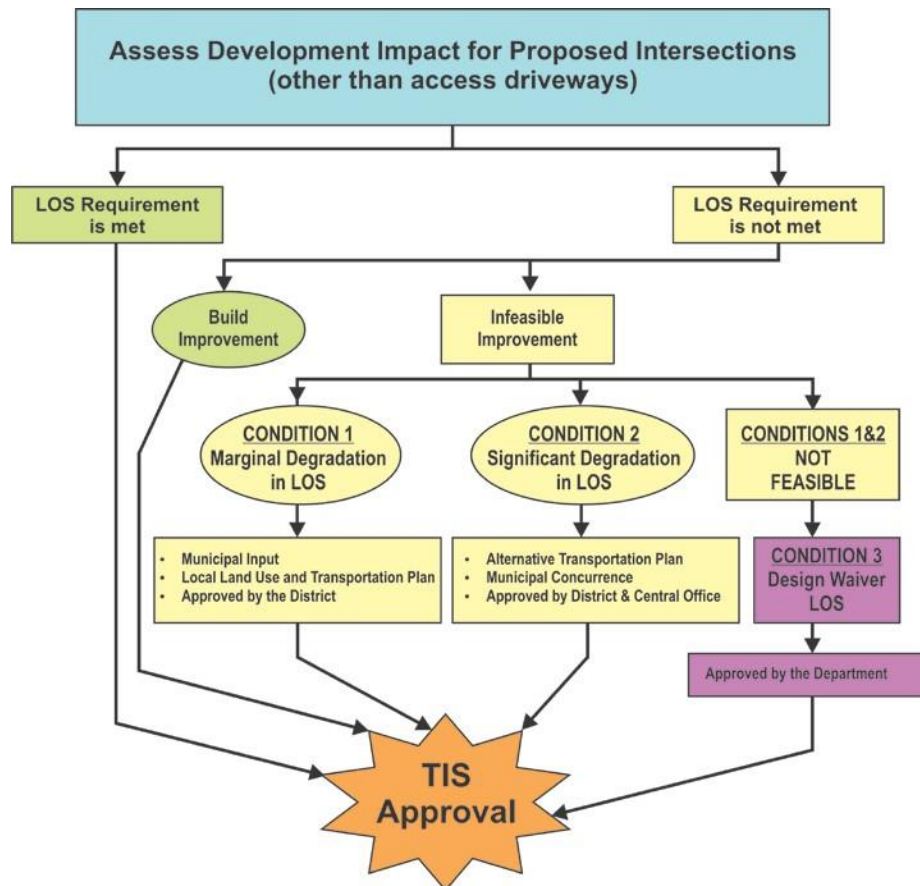 Assess Development Impact for Proposed Intersections
(other than access driveways)
LOS Requirement
is met
LOS Requirement
is not met
Build
Improvement
Infeasible
Improvement
CONDITION 1
Marginal Degradation
in LOS
CONDITION 2
Significant Degradation
in LOS
CONDITIONS 1&2
NOT
FEASIBLE
• Municipal Input
• Local Land Use and Transportation Plan
• Approved by the District
• Alternative Transportation Plan
• Municipal Concurrence
• Approved by District & Central Office
CONDITION 3
Design Waiver
LOS
Approved by the Department
TIS
Approval